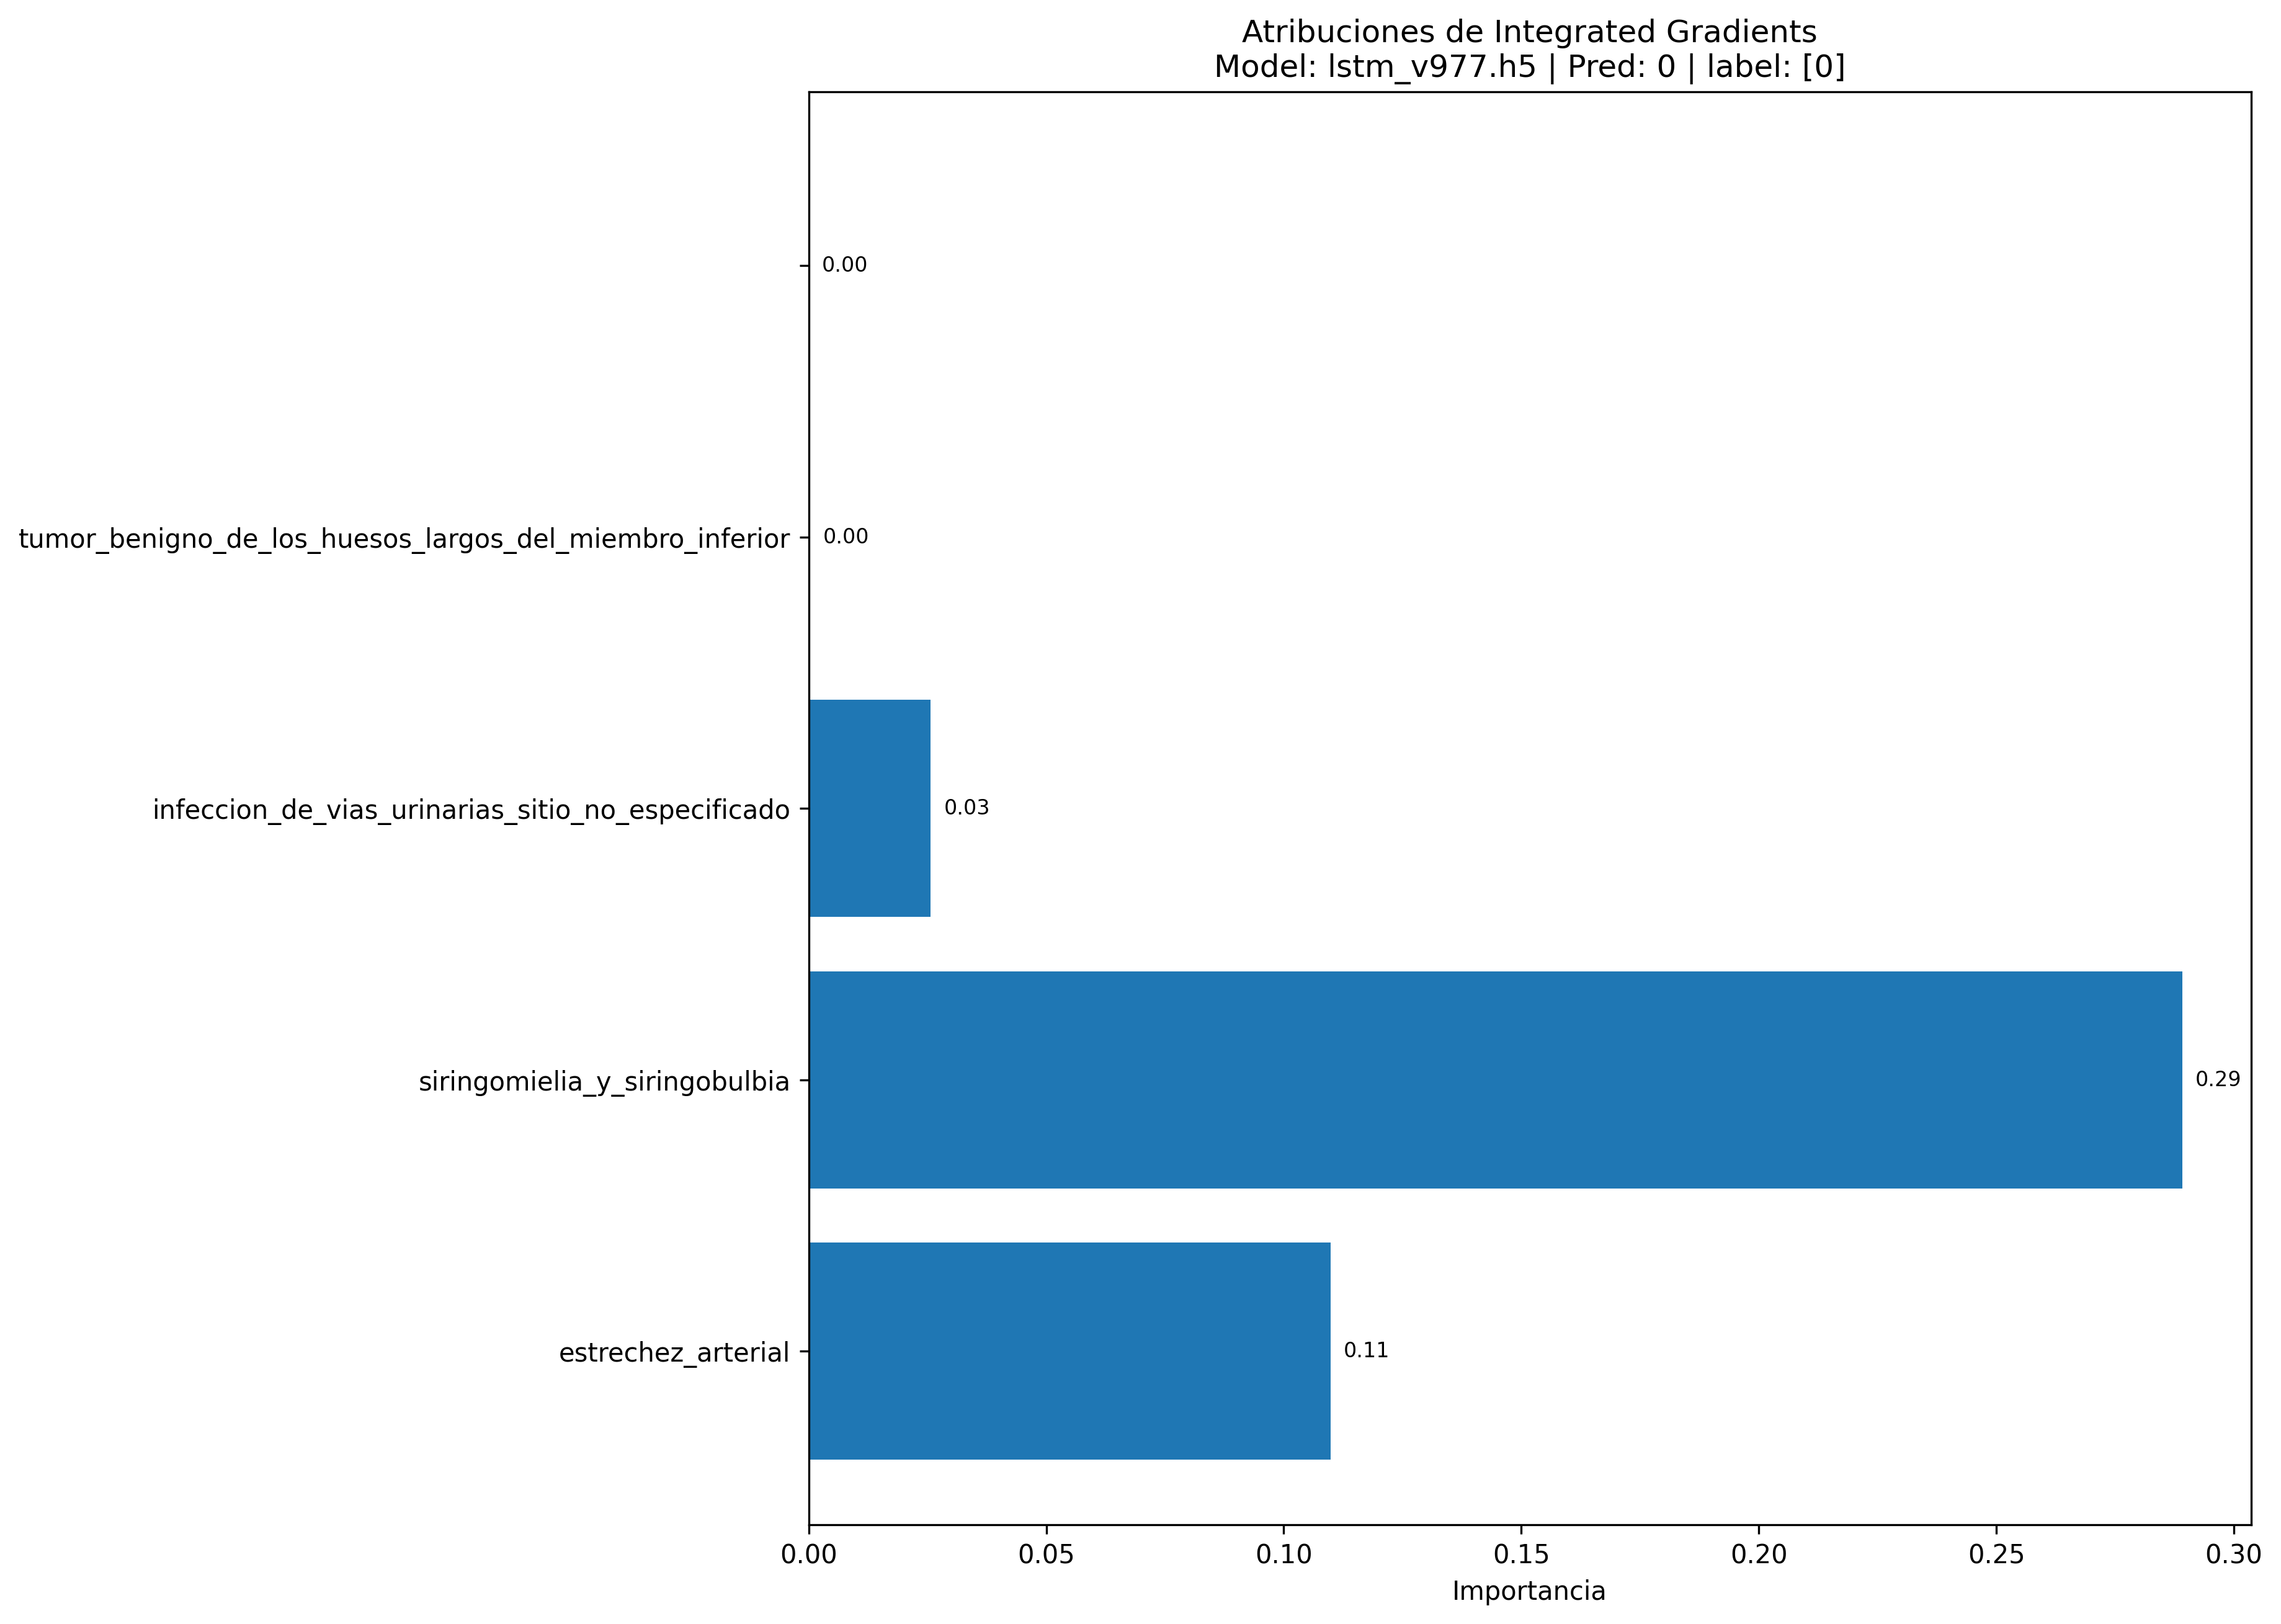 Atribuciones de Integrated Gradients
Model: lstm_v977.h5 | Pred: 0 | label: [0]
0.00
tumor_benigno_de_los_huesos_largos_del_miembro_inferior
0.00
infeccion_de_vias_urinarias_sitio_no_especificado
0.03
siringomielia_y_siringobulbia
0.29
estrechez_arterial
0.11
0.00 0.05 0.10 0.15 0.20 0.25 0.30
Importancia